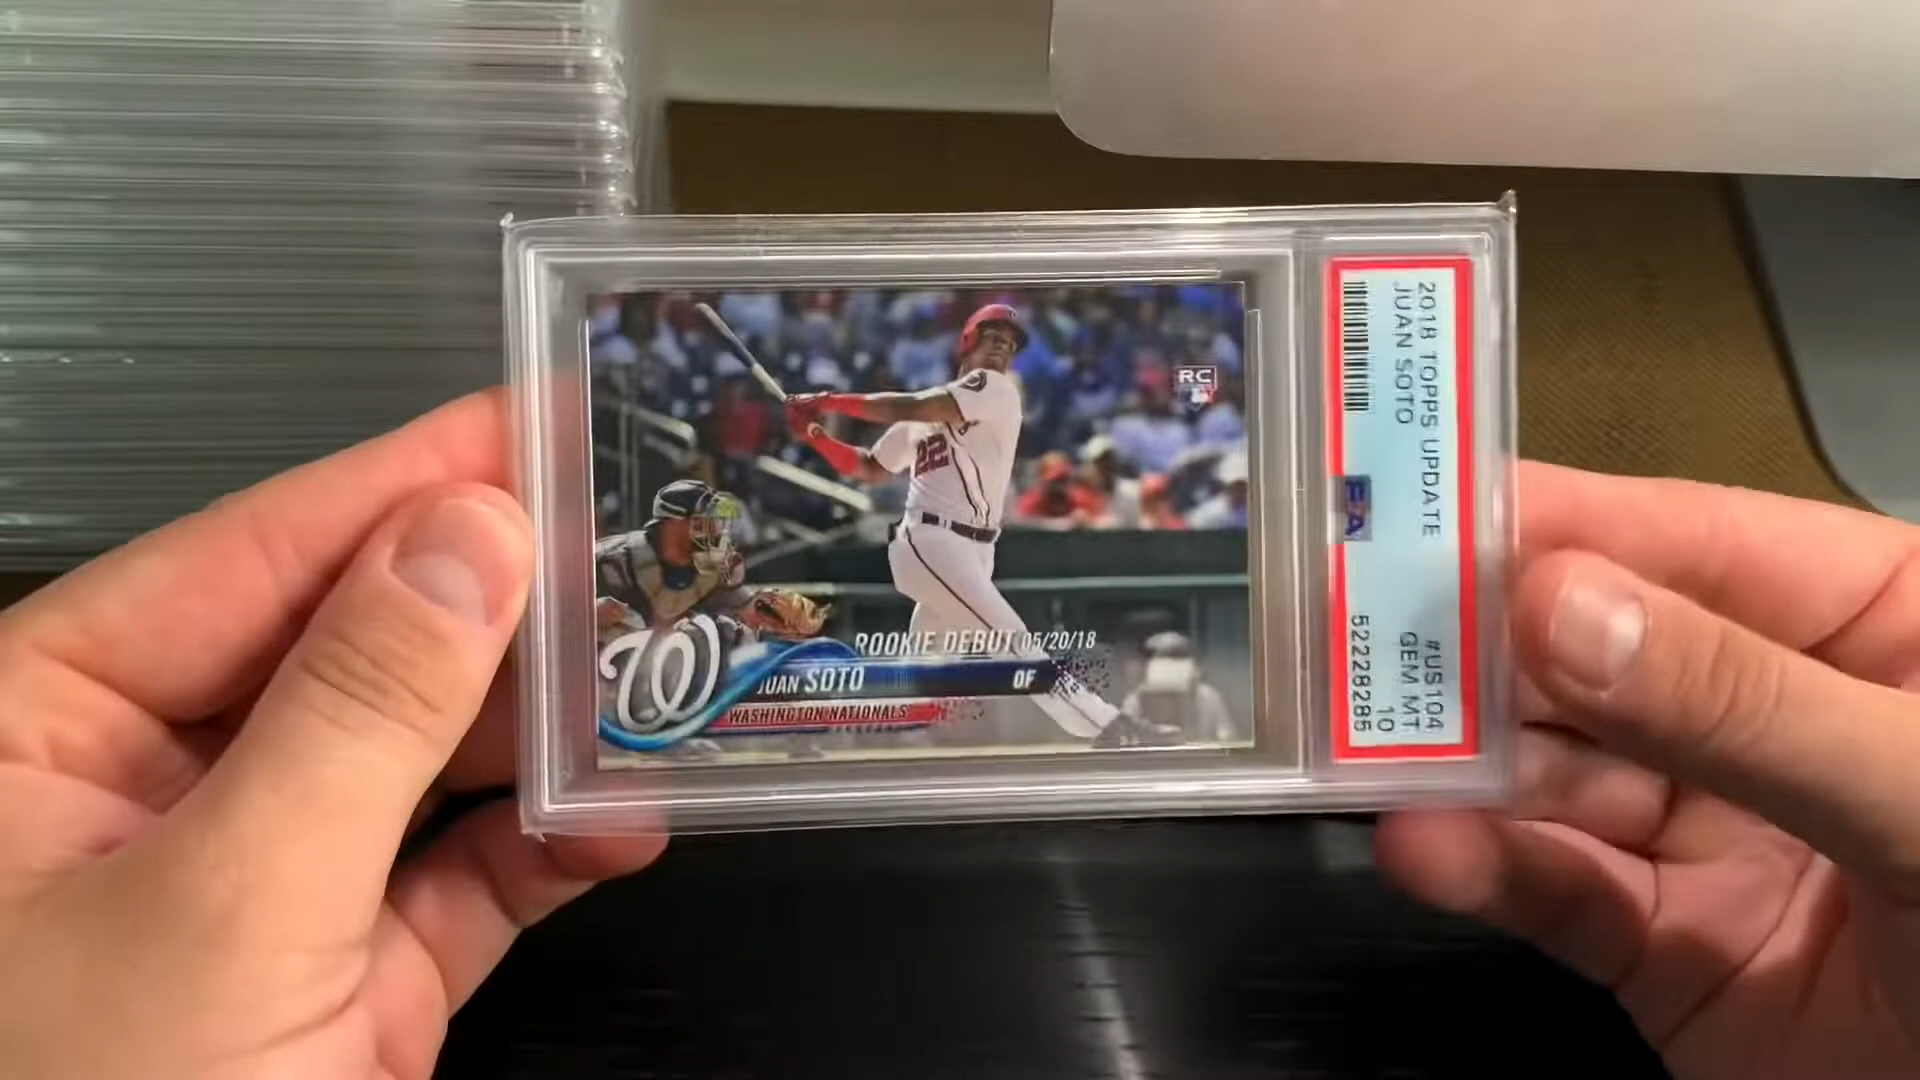 ROOKIE DEBUT 05/20/18
JUAN SOTO OF
WASHINGTON NATIONALS
22
RC
2018 TOPPS UPDATE #US104
JUAN SOTO GEM MT
10
PSA 52228285